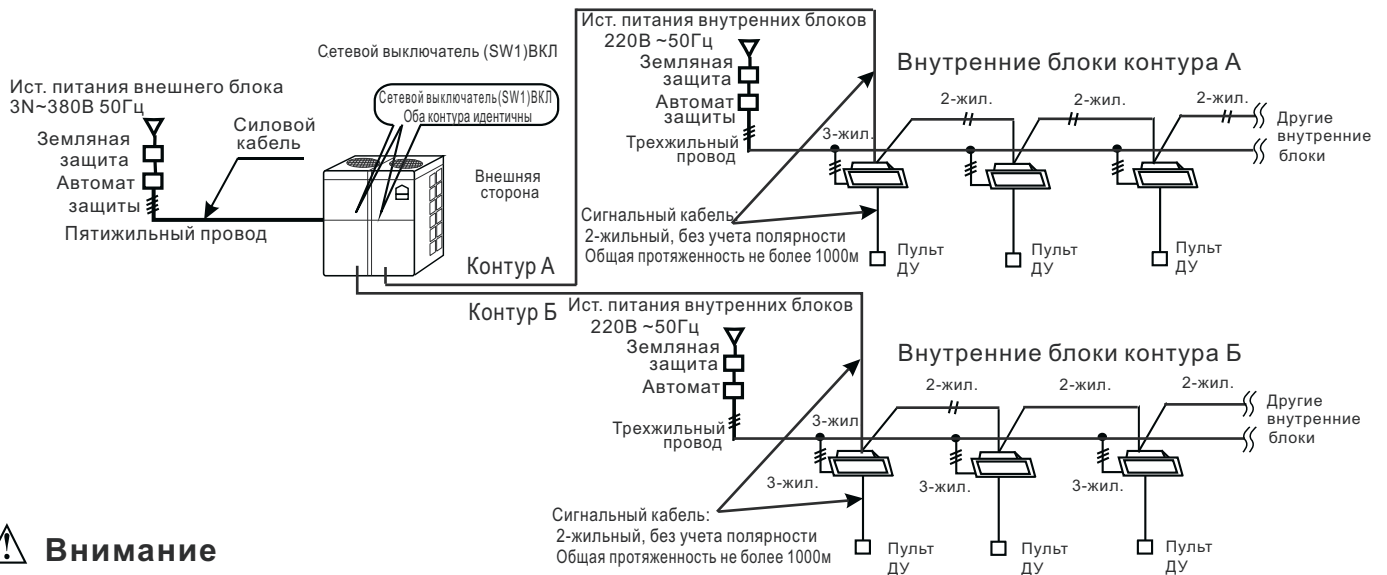 Сетевой выключатель (SW1)ВКЛ
Ист. питания внешнего блока
3N~380В 50Гц
Земляная
защита
Автомат
защиты
Силовой
кабель
Пятижильный провод
Сетевой выключатель(SW1)ВКЛ
Оба контура идентичны
Внешняя
сторона
Контур А
Контур Б
Ист. питания внутренних блоков
220В ~50Гц
Земляная
защита
Автомат
защиты
Трехжильный
провод
Внутренние блоки контура А
3-жил.
2-жил.
2-жил.
2-жил.
Другие
внутренние
блоки
Сигнальный кабель:
2-жильный, без учета полярности
Общая протяженность не более 1000м
Пульт
ДУ
Пульт
ДУ
Пульт
ДУ
Ист. питания внутренних блоков
220В ~50Гц
Земляная
защита
Автомат
Трехжильный
провод
Внутренние блоки контура Б
3-жил
2-жил.
2-жил.
2-жил.
Другие
внутренние
блоки
3-жил.
3-жил.
3-жил.
Сигнальный кабель:
2-жильный, без учета полярности
Общая протяженность не более 1000м
Пульт
ДУ
Пульт
ДУ
Пульт
ДУ
Внимание